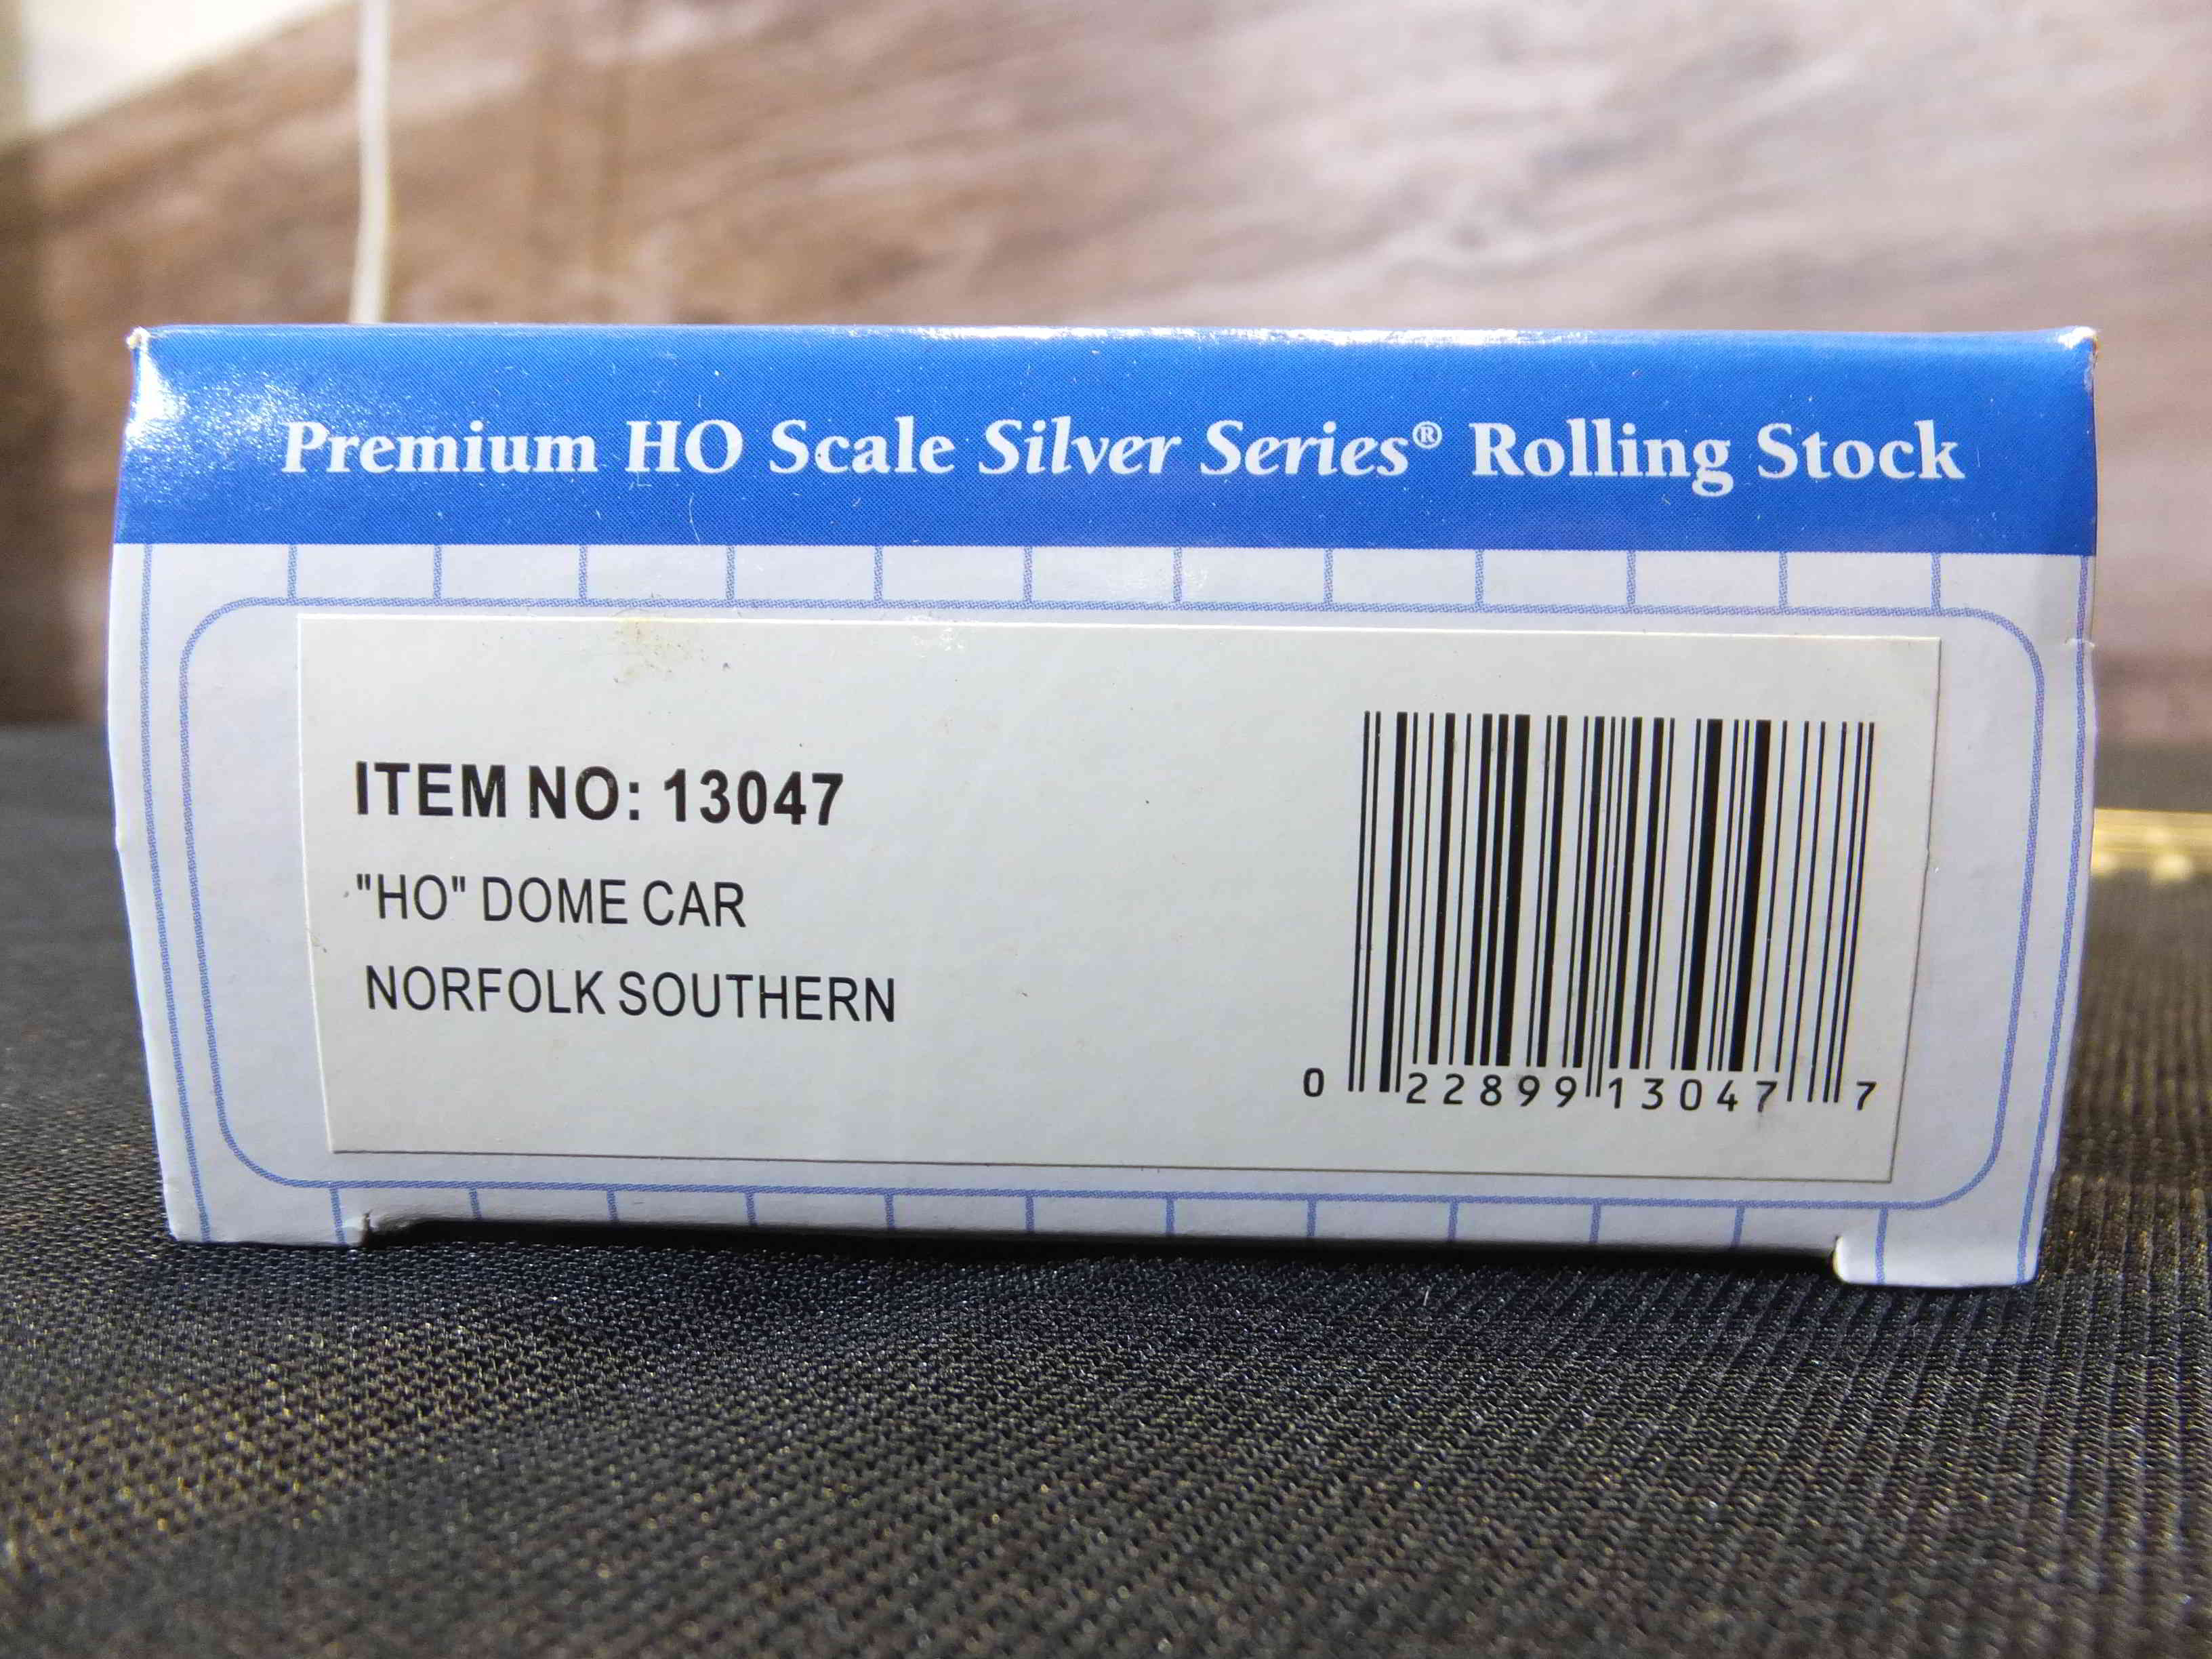 Premium HO Scale Silver Series® Rolling Stock
ITEM NO: 13047
"HO" DOME CAR
NORFOLK SOUTHERN
0 22899 13047 7